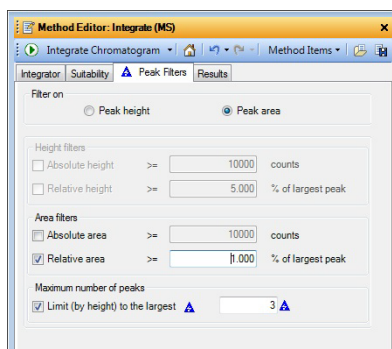 Method Editor: Integrate (MS)
Integrate Chromatogram Method Items
Integrator Suitability Peak Filters Results
Filter on
Peak height Peak area
Height filters
Absolute height >= 10000 counts
Relative height >= 5.000 % of largest peak
Area filters
Absolute area >= 10000 counts
Relative area >= 1.000 % of largest peak
Maximum number of peaks
Limit (by height) to the largest 3